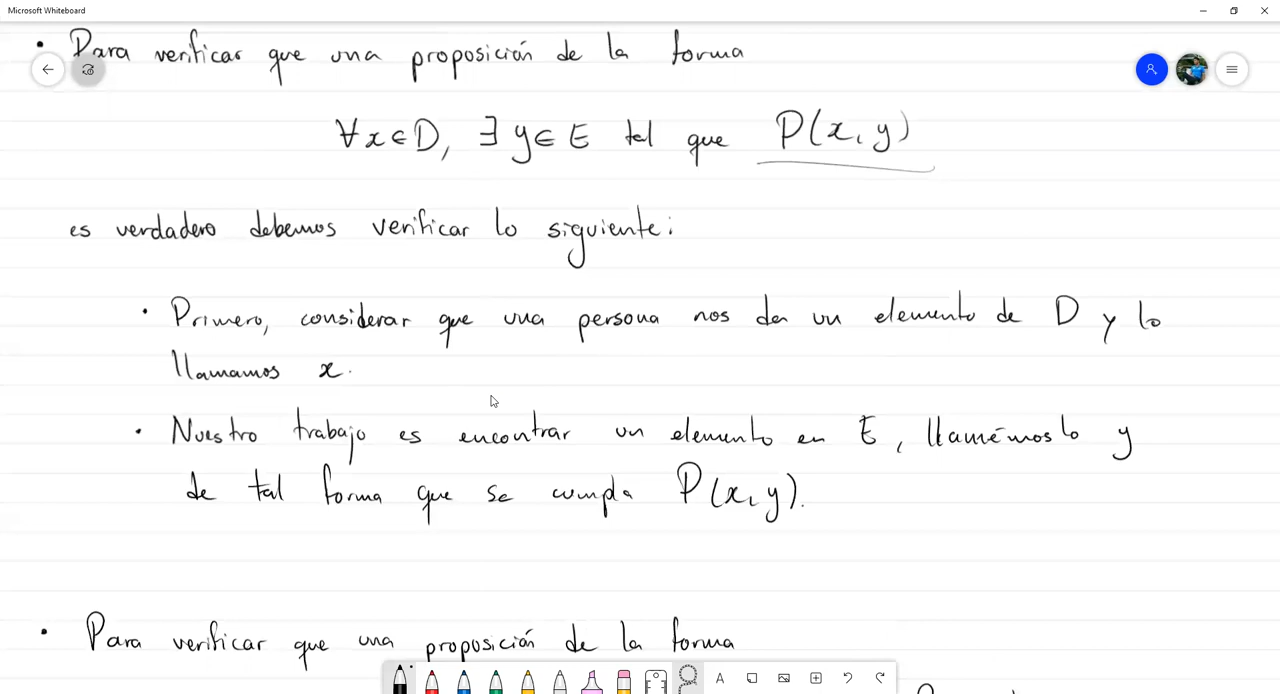 Microsoft Whiteboard
• Para verificar que una proposición de la forma
∀x∈D, ∃ y∈E tal que P(x, y)
es verdadero debemos verificar lo siguiente:
• Primero, considerar que una persona nos da un elemento de D y lo
llamamos x.
• Nuestro trabajo es encontrar un elemento en E, llamémoslo y
de tal forma que se cumpla P(x, y).
• Para verificar que una proposición de la forma
A